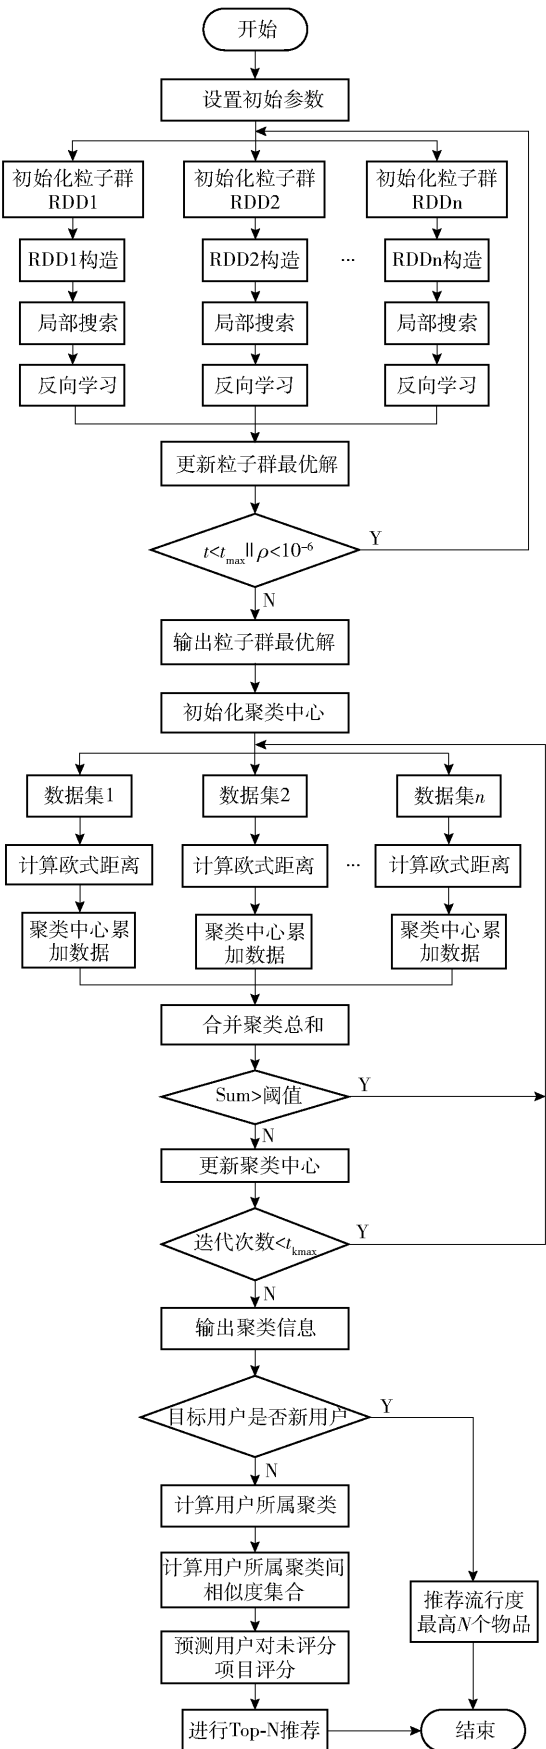 开始
设置初始参数
初始化粒子群
RDD1
初始化粒子群
RDD2
初始化粒子群
RDDn
RDD1构造
RDD2构造
...
RDDn构造
局部搜索
局部搜索
局部搜索
反向学习
反向学习
反向学习
更新粒子群最优解
t<tmax||ρ<10−6
Y
N
输出粒子群最优解
初始化聚类中心
数据集1
数据集2
数据集n
计算欧式距离
计算欧式距离
...
计算欧式距离
聚类中心累
加数据
聚类中心累
加数据
聚类中心累
加数据
合并聚类总和
Sum>阈值
Y
N
更新聚类中心
迭代次数<tkmax
Y
N
输出聚类信息
目标用户是否新用户
Y
N
计算用户所属聚类
计算用户所属聚类间
相似度集合
推荐流行度
最高N个物品
预测用户对未评分
项目评分
进行Top-N推荐
结束